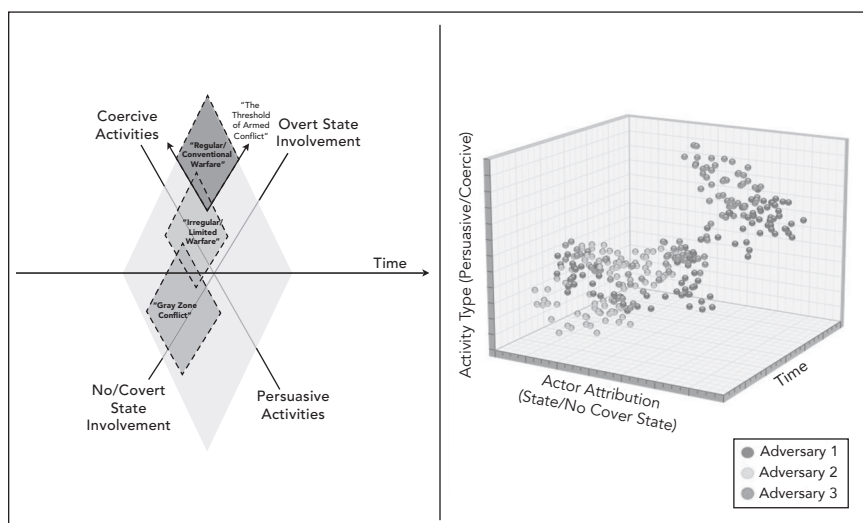 Coercive
Activities
"The
Threshold
of Armed
Conflict"
Overt State
Involvement
"Regular/
Conventional
Warfare"
"Irregular/
Limited
Warfare"
Time
"Gray Zone
Conflict"
No/Covert
State
Involvement
Persuasive
Activities
Activity Type (Persuasive/Coercive)
Actor Attribution
(State/No Cover State)
Time
Adversary 1
Adversary 2
Adversary 3